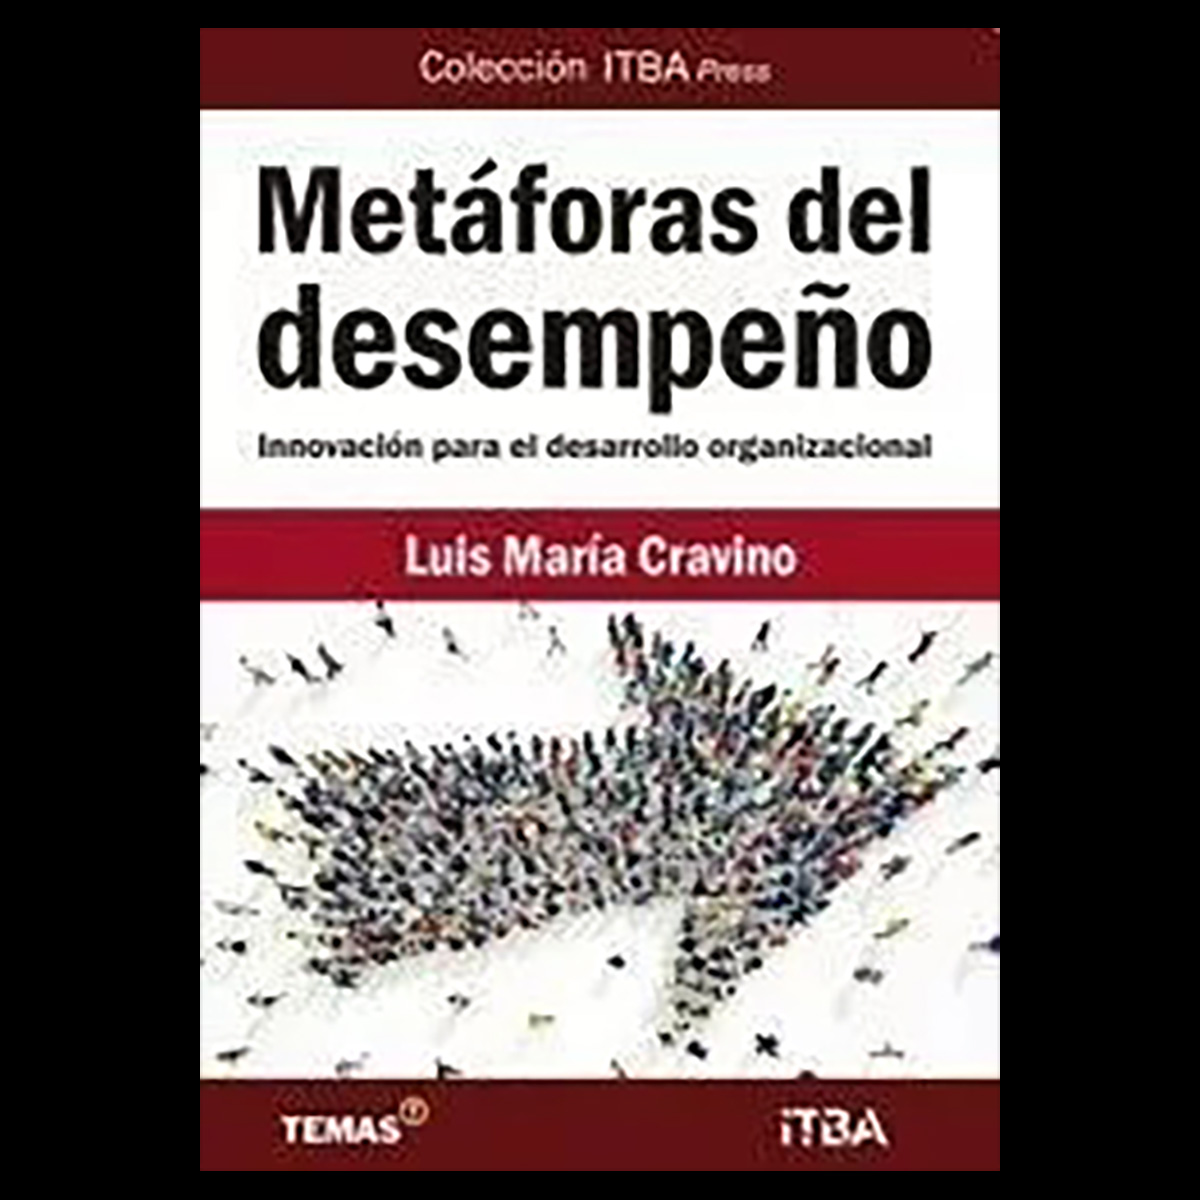 Colección ITBA Press
Metáforas del
desempeño
Innovación para el desarrollo organizacional
Luis María Cravino
TEMAS
iTBA